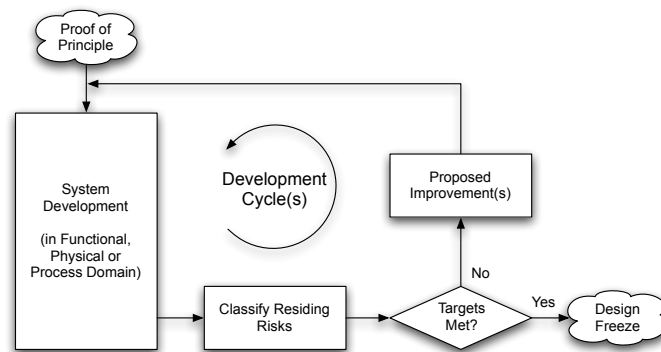 Proof of
Principle
System
Development
(in Functional,
Physical or
Process Domain)
Development
Cycle(s)
Proposed
Improvement(s)
No
Classify Residing
Risks
Targets
Met?
Yes
Design
Freeze